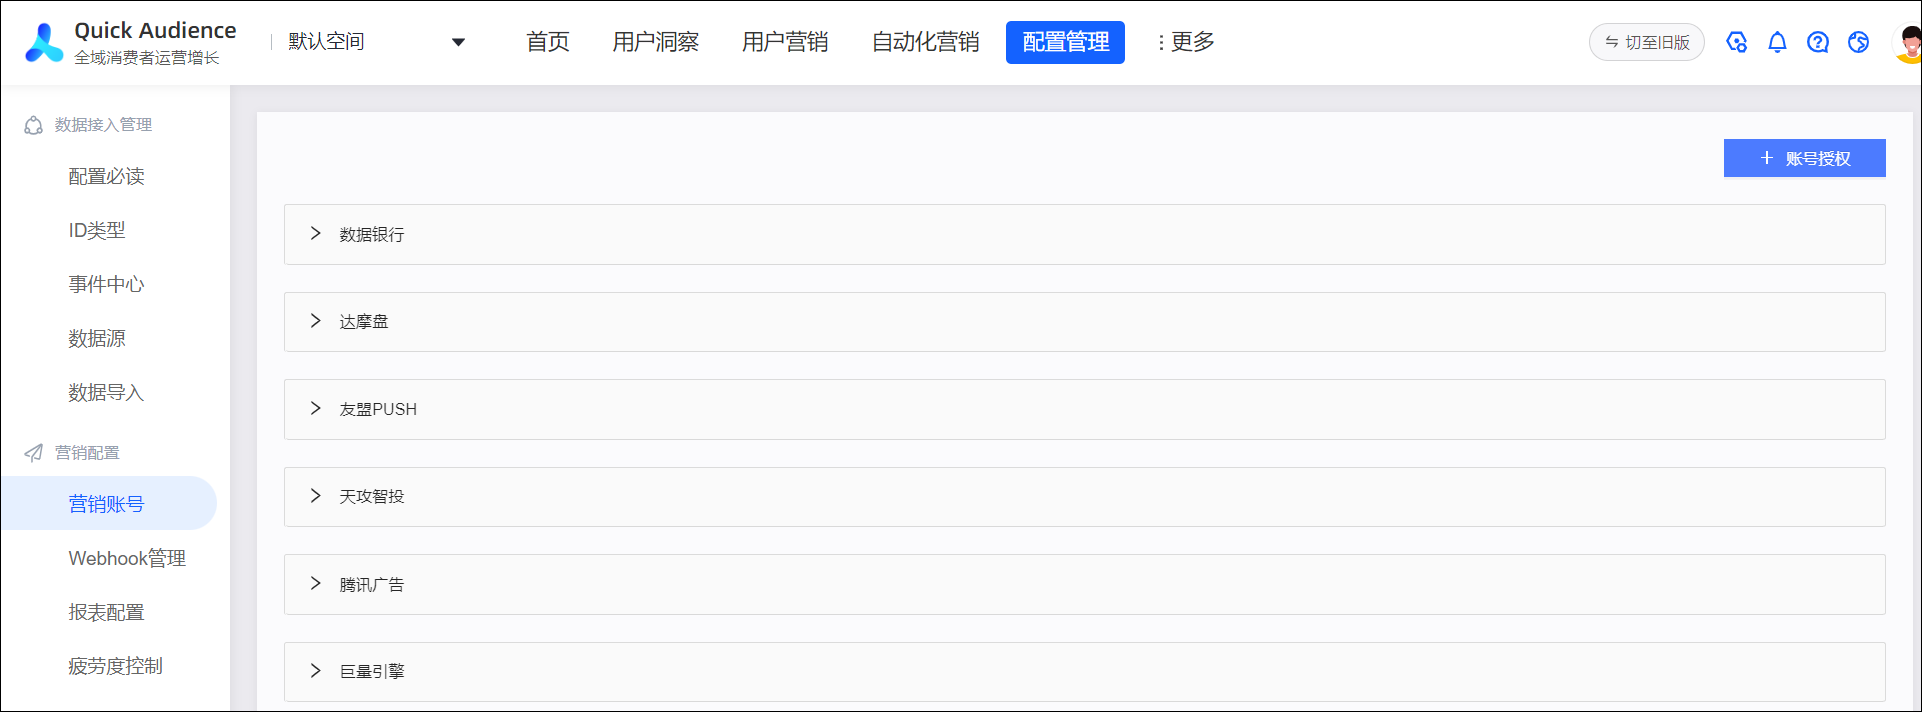 Quick Audience
全域消费者运营增长
默认空间
首页
用户洞察
用户营销
自动化营销
配置管理
更多
切至旧版
数据接入管理
配置必读
ID类型
事件中心
数据源
数据导入
营销配置
营销账号
Webhook管理
报表配置
疲劳度控制
+ 账号授权
数据银行
达摩盘
友盟PUSH
天攻智投
腾讯广告
巨量引擎